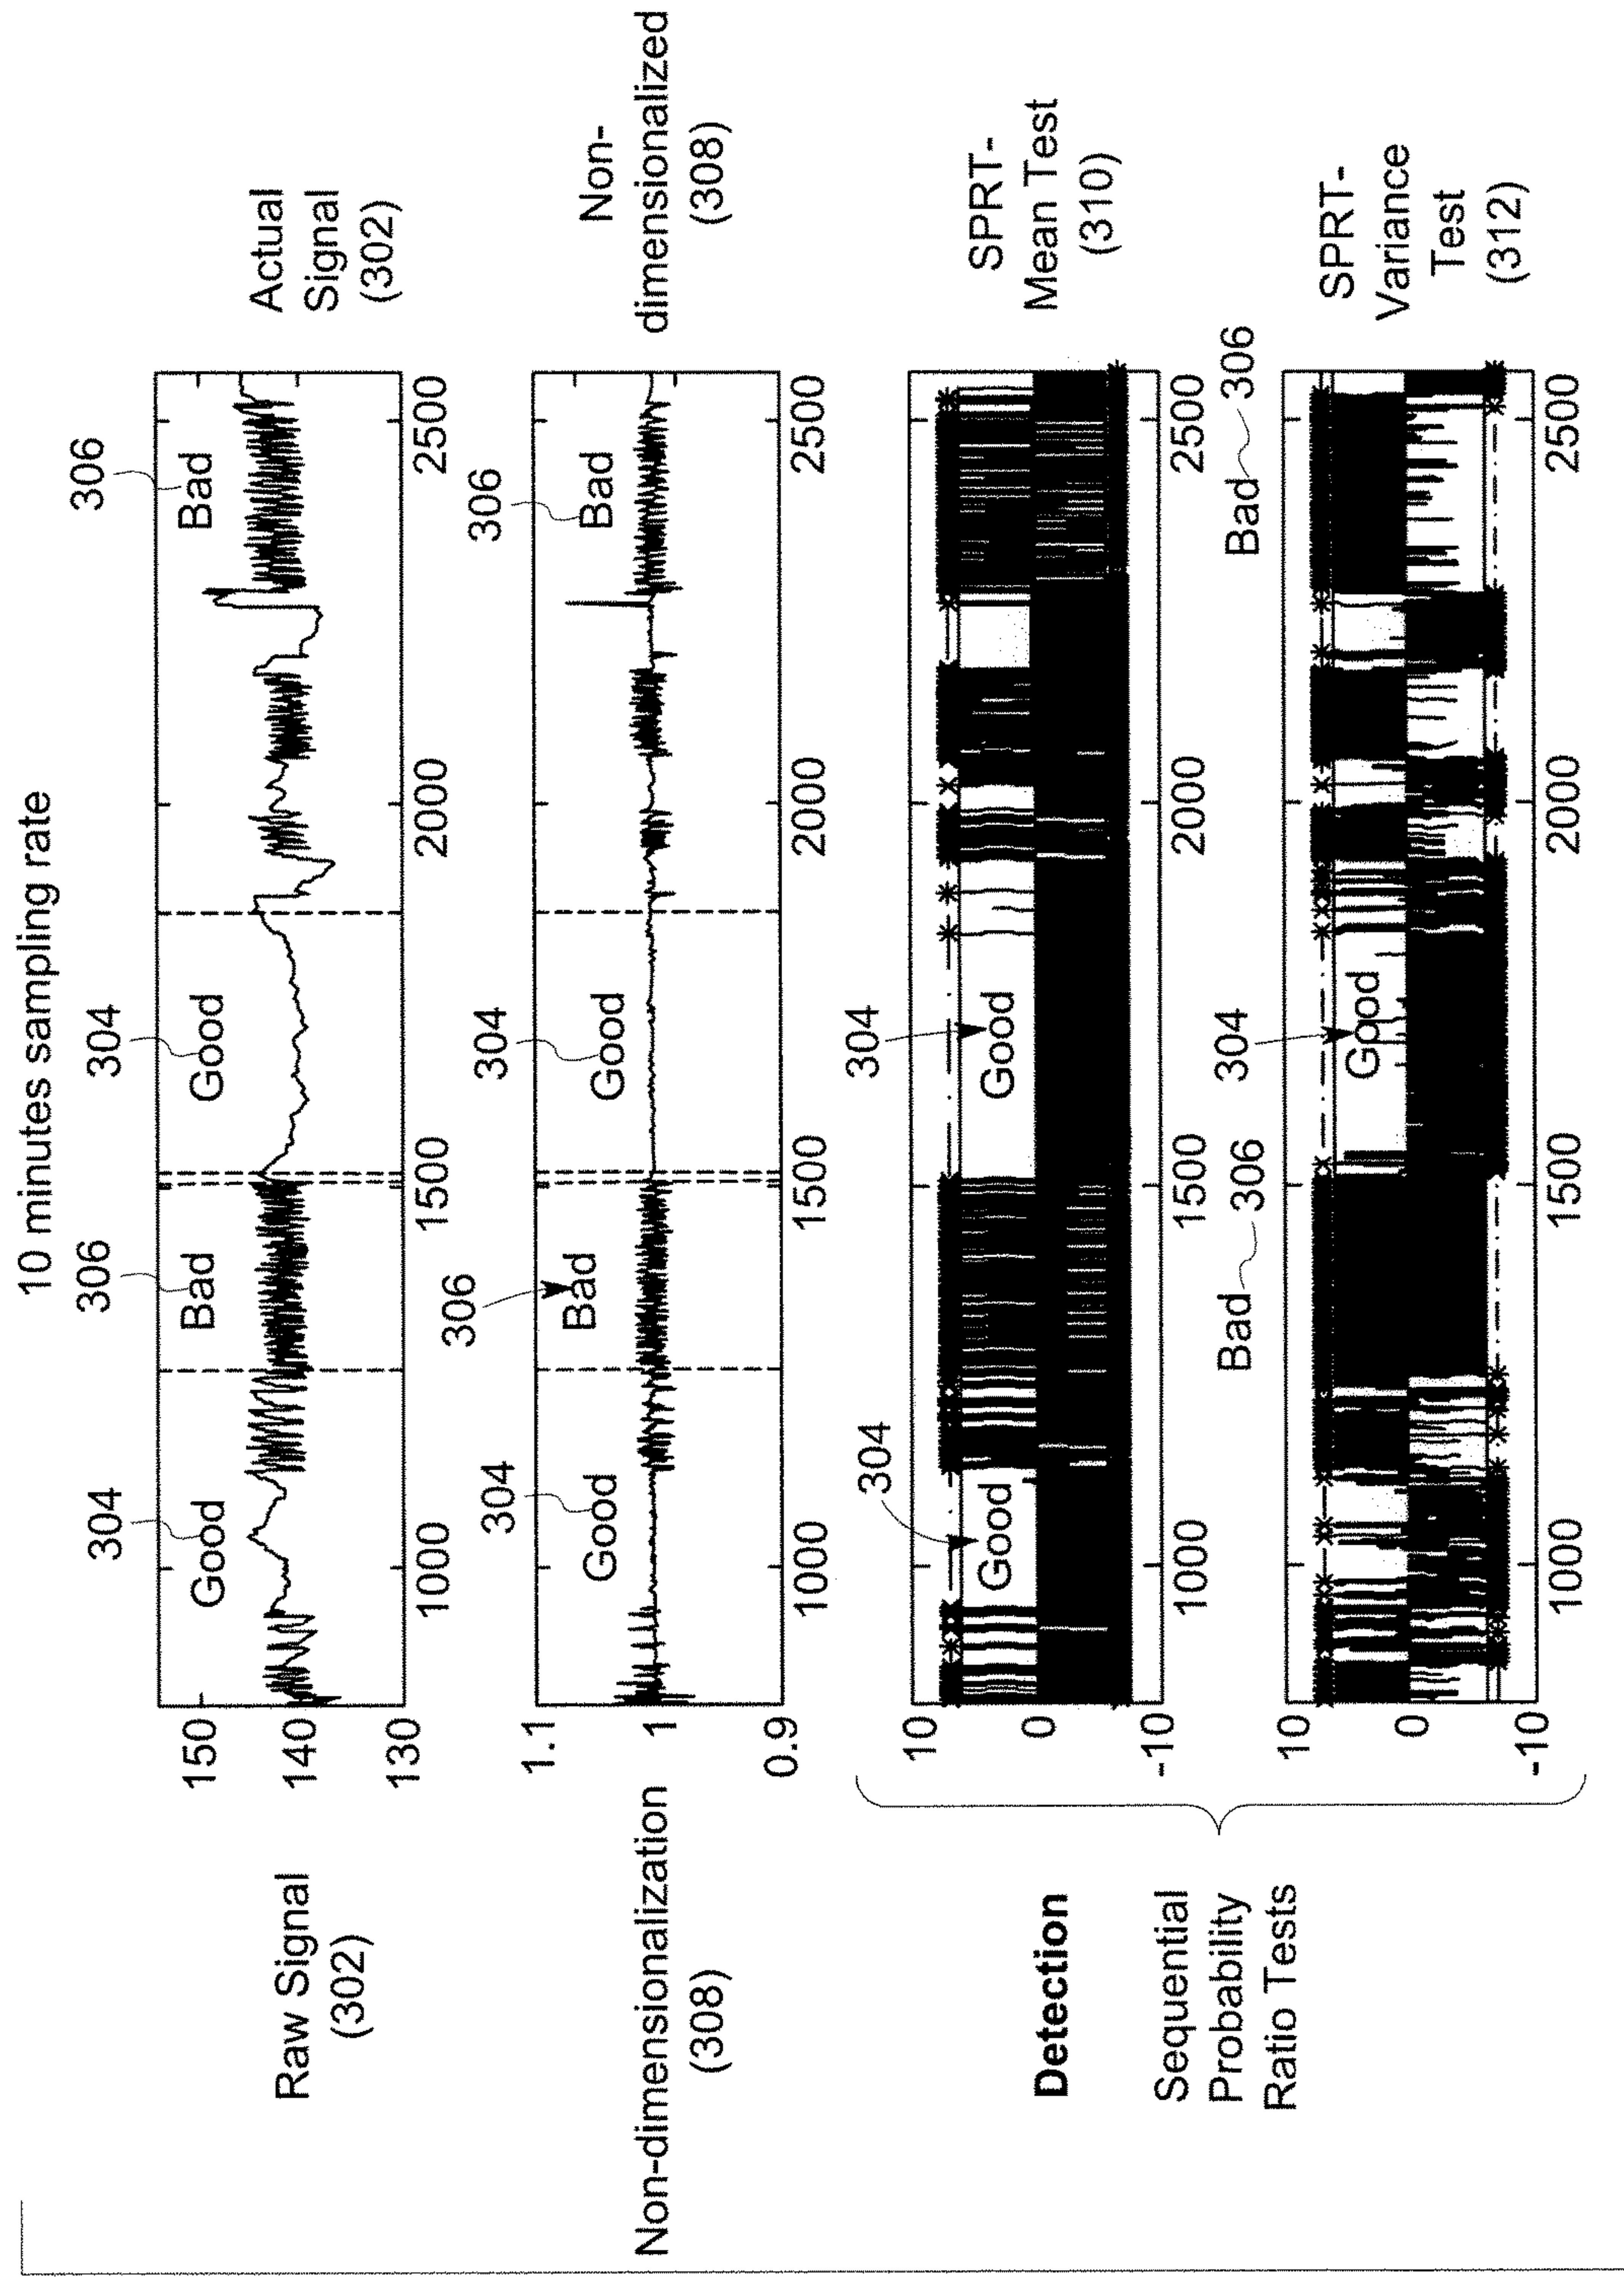 10 minutes sampling rate
Raw Signal
(302)
150
140
130
304
Good
306
Bad
304
Good
306
Bad
1000
1500
2000
2500
Actual
Signal
(302)
Non-dimensionalization
(308)
1.1
1
0.9
304
Good
306
Bad
304
Good
306
Bad
1000
1500
2000
2500
Non-
dimensionalized
(308)
Detection
Sequential
Probability
Ratio Tests
10
0
-10
304
Good
304
Good
1000
1500
2000
2500
SPRT-
Mean Test
(310)
10
0
-10
Bad
306
304
Good
Bad
306
1000
1500
2000
2500
SPRT-
Variance
Test
(312)